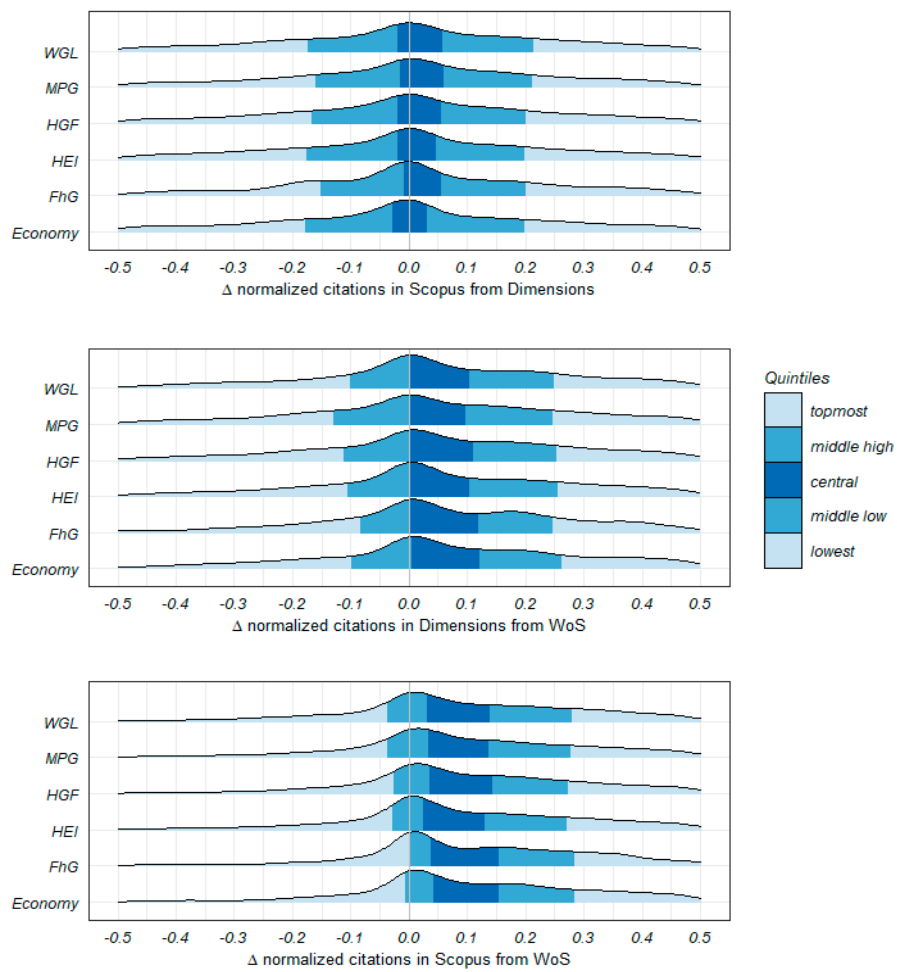 WGL
MPG
HGF
HEI
FhG
Economy
-0.5 -0.4 -0.3 -0.2 -0.1 0.0 0.1 0.2 0.3 0.4 0.5
Δ normalized citations in Scopus from Dimensions
WGL
MPG
HGF
HEI
FhG
Economy
-0.5 -0.4 -0.3 -0.2 -0.1 0.0 0.1 0.2 0.3 0.4 0.5
Δ normalized citations in Dimensions from WoS
Quintiles
topmost
middle high
central
middle low
lowest
WGL
MPG
HGF
HEI
FhG
Economy
-0.5 -0.4 -0.3 -0.2 -0.1 0.0 0.1 0.2 0.3 0.4 0.5
Δ normalized citations in Scopus from WoS